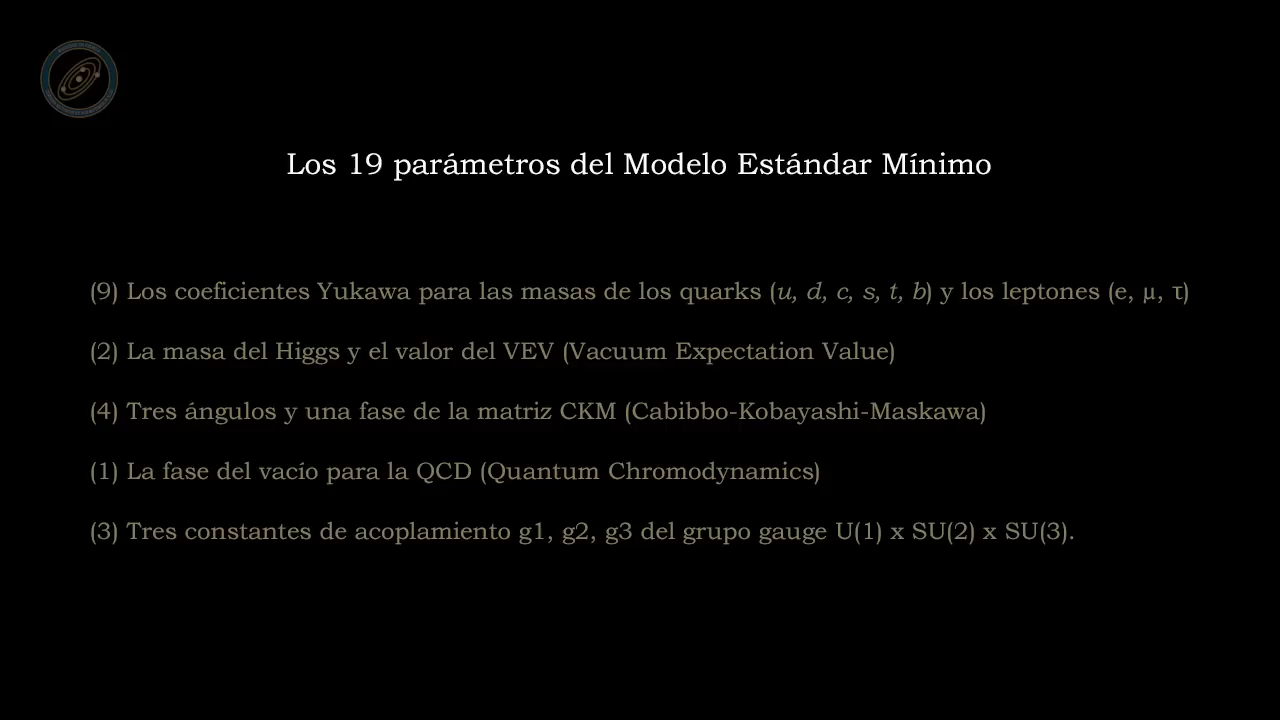 Los 19 parámetros del Modelo Estándar Mínimo
(9) Los coeficientes Yukawa para las masas de los quarks (u, d, c, s, t, b) y los leptones (e, μ, τ)
(2) La masa del Higgs y el valor del VEV (Vacuum Expectation Value)
(4) Tres ángulos y una fase de la matriz CKM (Cabibbo-Kobayashi-Maskawa)
(1) La fase del vacío para la QCD (Quantum Chromodynamics)
(3) Tres constantes de acoplamiento g1, g2, g3 del grupo gauge U(1) x SU(2) x SU(3).